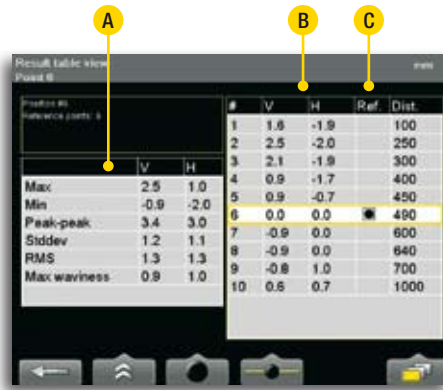 A B C
Result table view mm
Point 6
Position #6
Reference points: 6
# V H Ref. Dist.
1 1.6 -1.9 100
2 2.5 -2.0 250
3 2.1 -1.9 300
4 0.9 -1.7 400
5 0.9 -0.7 450
6 0.0 0.0 490
7 -0.9 0.0 600
8 -0.9 0.0 640
9 -0.8 1.0 700
10 0.6 0.7 1000
V H
Max 2.5 1.0
Min -0.9 -2.0
Peak-peak 3.4 3.0
Stddev 1.2 1.1
RMS 1.3 1.3
Max waviness 0.9 1.0